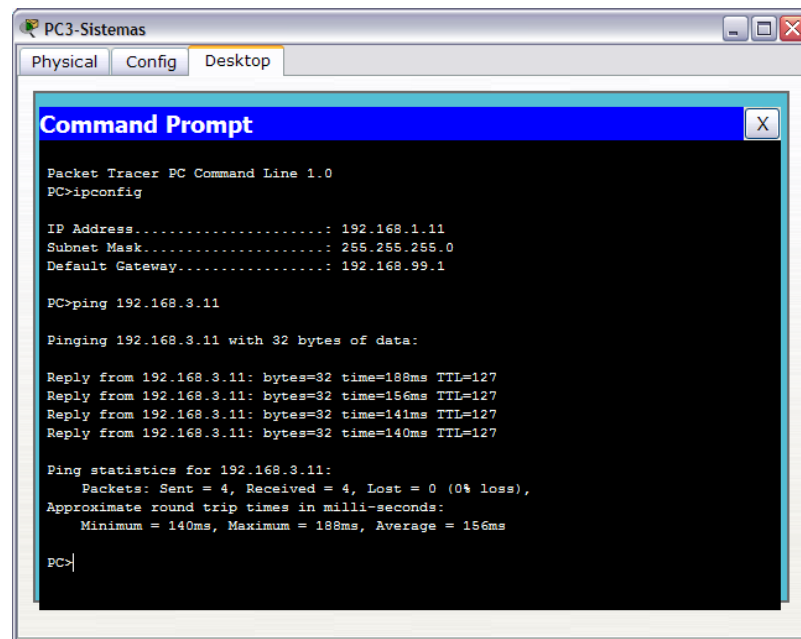 PC3-Sistemas
Physical Config Desktop
Command Prompt X
Packet Tracer PC Command Line 1.0
PC>ipconfig
IP Address......................: 192.168.1.11
Subnet Mask.....................: 255.255.255.0
Default Gateway.................: 192.168.99.1
PC>ping 192.168.3.11
Pinging 192.168.3.11 with 32 bytes of data:
Reply from 192.168.3.11: bytes=32 time=188ms TTL=127
Reply from 192.168.3.11: bytes=32 time=156ms TTL=127
Reply from 192.168.3.11: bytes=32 time=141ms TTL=127
Reply from 192.168.3.11: bytes=32 time=140ms TTL=127
Ping statistics for 192.168.3.11:
Packets: Sent = 4, Received = 4, Lost = 0 (0% loss),
Approximate round trip times in milli-seconds:
Minimum = 140ms, Maximum = 188ms, Average = 156ms
PC>